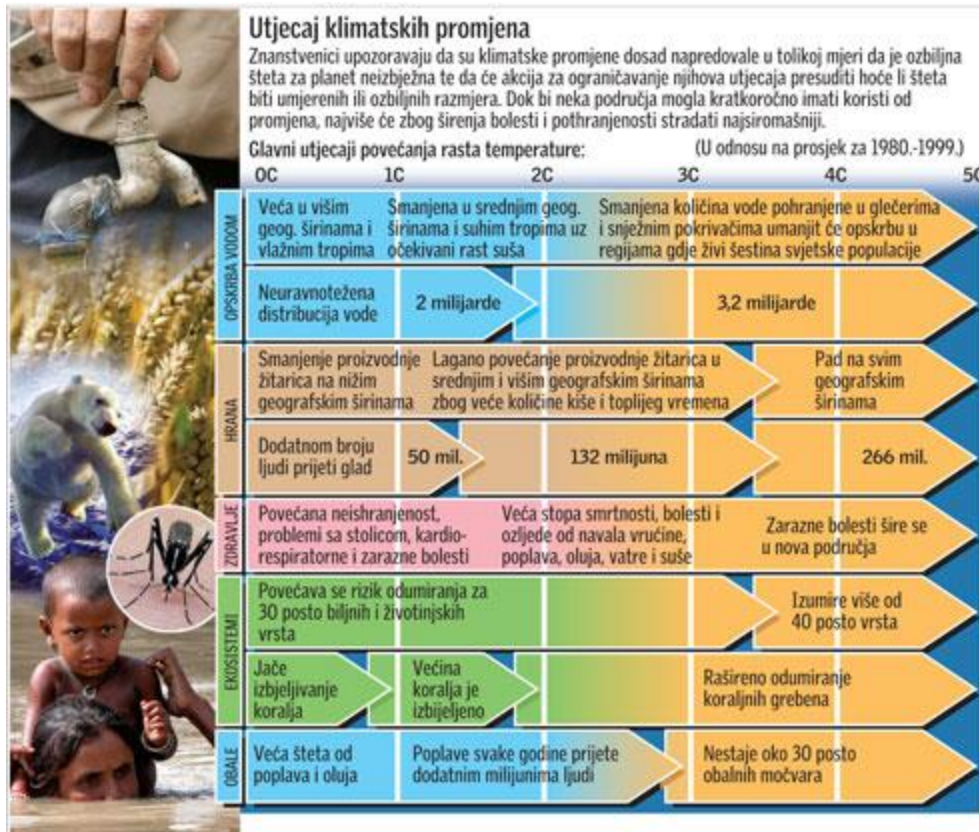 Utjecaj klimatskih promjena
Znanstvenici upozoravaju da su klimatske promjene dosad napredovale u tolikoj mjeri da je ozbiljna
šteta za planet neizbježna te da će akcija za ograničavanje njihova utjecaja presuditi hoće li šteta
biti umjerenih ili ozbiljnih razmjera. Dok bi neka područja mogla kratkoročno imati koristi od
promjena, najviše će zbog širenja bolesti i pothranjenosti stradati najsiromašniji.
Glavni utjecaji povećanja rasta temperature:
(U odnosu na prosjek za 1980.-1999.)
0C 1C 2C 3C 4C 5C
OPSKRBA VODOM
Veća u višim
geog. širinama i
vlažnim tropima
Smanjena u srednjim geog.
širinama i suhim tropima uz
očekivani rast suša
Smanjena količina vode pohranjene u glečerima
i snježnim pokrivačima umanjit će opskrbu u
regijama gdje živi šestina svjetske populacije
Neuravnotežena
distribucija vode
2 milijarde
3,2 milijarde
HRANA
Smanjenje proizvodnje
žitarica na nižim
geografskim širinama
Lagano povećanje proizvodnje žitarica u
srednjim i višim geografskim širinama
zbog veće količine kiše i toplijeg vremena
Pad na svim
geografskim
širinama
Dodatnom broju
ljudi prijeti glad
50 mil.
132 milijuna
266 mil.
ZDRAVLJE
Povećana neishranjenost,
problemi sa stolicom, kardio-
respiratorne i zarazne bolesti
Veća stopa smrtnosti, bolesti i
ozljede od navala vrućine,
poplava, oluja, vatre i suše
Zarazne bolesti šire se
u nova područja
EKOSISTEMI
Povećava se rizik odumiranja za
30 posto biljnih i životinjskih
vrsta
Izumire više od
40 posto vrsta
Jače
izbjeljivanje
koralja
Većina
koralja je
izbijeljeno
Rašireno odumiranje
koraljnih grebena
OBALE
Veća šteta od
poplava i oluja
Poplave svake godine prijete
dodatnim milijunima ljudi
Nestaje oko 30 posto
obalnih močvara